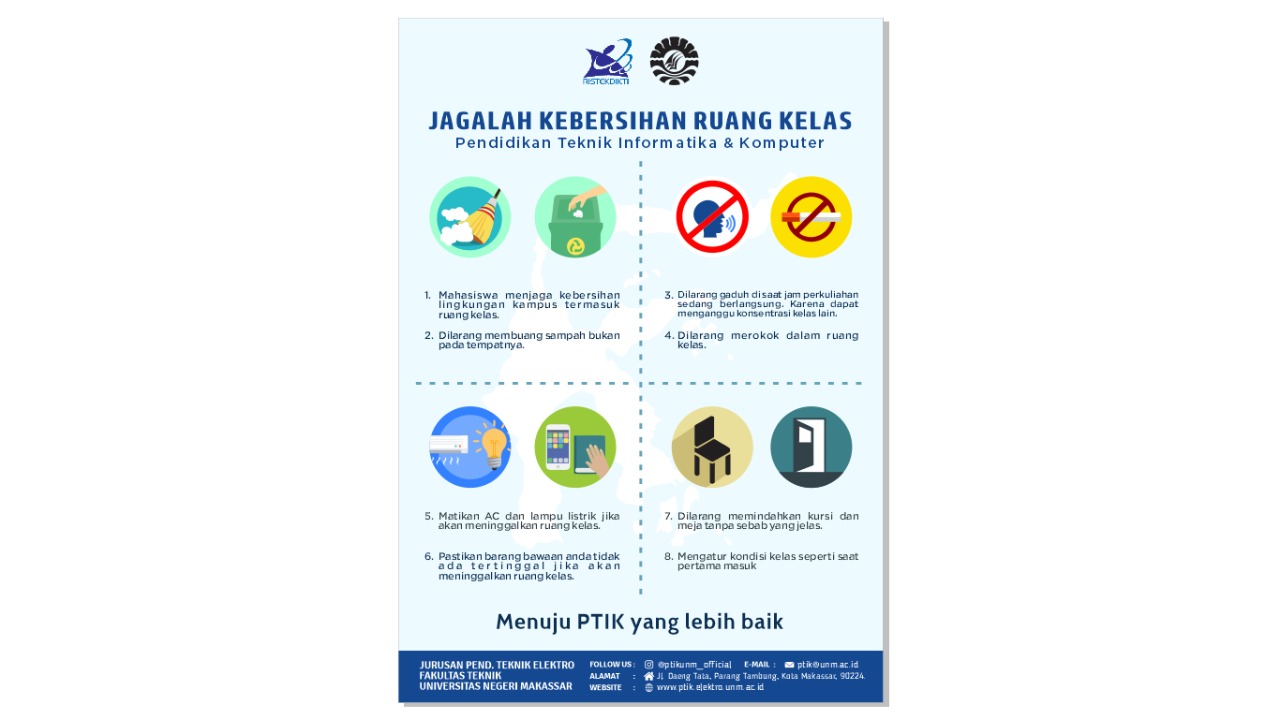 RISTEKDIKTI
JAGALAH KEBERSIHAN RUANG KELAS
Pendidikan Teknik Informatika & Komputer
1. Mahasiswa menjaga kebersihan
lingkungan kampus termasuk
ruang kelas.
2. Dilarang membuang sampah bukan
pada tempatnya.
3. Dilarang gaduh disaat jam perkuliahan
sedang berlangsung. Karena dapat
menganggu konsentrasi kelas lain.
4. Dilarang merokok dalam ruang
kelas.
5. Matikan AC dan lampu listrik jika
akan meninggalkan ruang kelas.
6. Pastikan barang bawaan anda tidak
ada tertinggal jika akan
meninggalkan ruang kelas.
7. Dilarang memindahkan kursi dan
meja tanpa sebab yang jelas.
8. Mengatur kondisi kelas seperti saat
pertama masuk
Menuju PTIK yang lebih baik
JURUSAN PEND. TEKNIK ELEKTRO
FAKULTAS TEKNIK
UNIVERSITAS NEGERI MAKASSAR
FOLLOW US : @ptikunm_official E-MAIL : ptik@unm.ac.id
ALAMAT : Jl. Daeng Tata, Parang Tambung, Kota Makassar, 90224.
WEBSITE : www.ptik.elektro.unm.ac.id